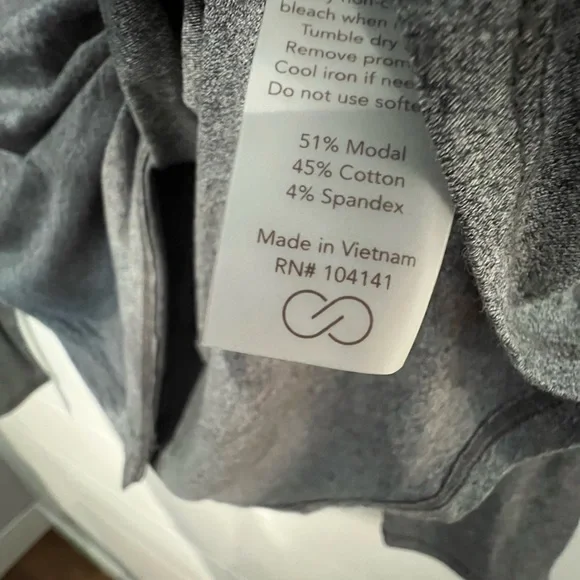 bleach when
Tumble dry
Remove
Cool iron if
Do not use
51% Modal
45% Cotton
4% Spandex
Made in Vietnam
RN# 104141